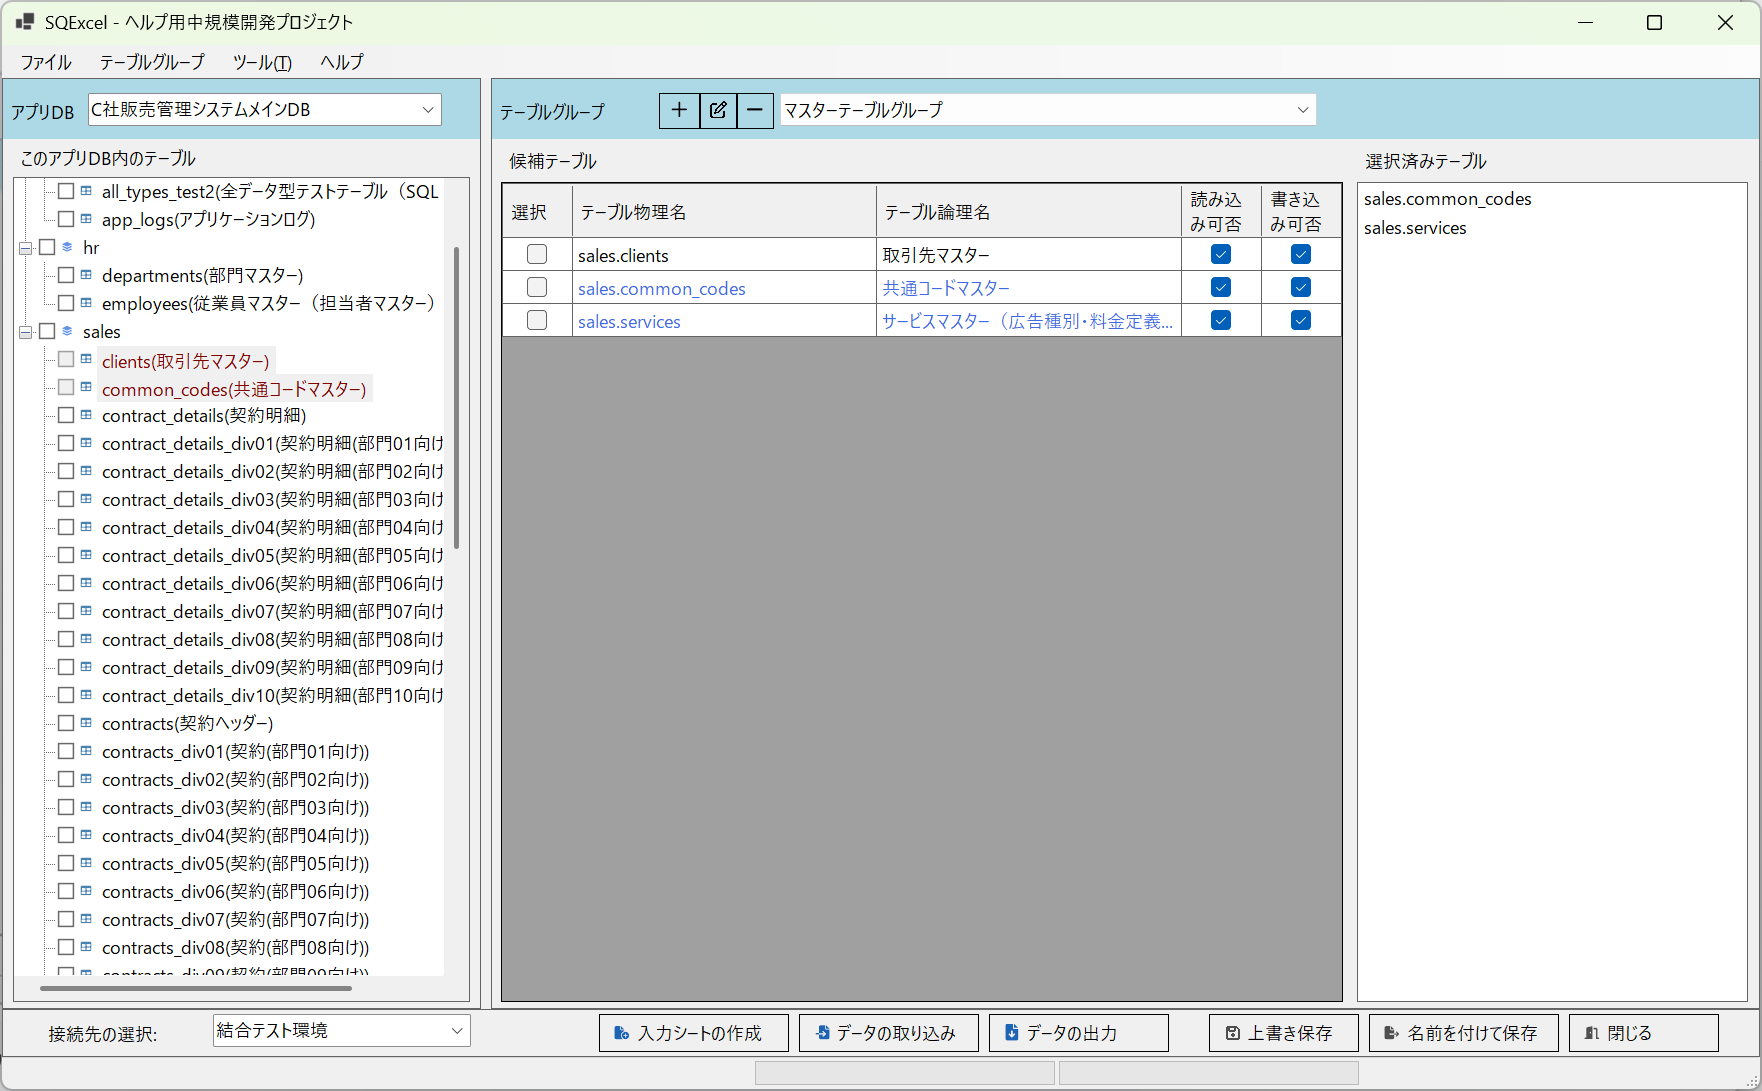 SQExcel - ヘルプ用中規模開発プロジェクト
ファイル テーブルグループ ツール(T) ヘルプ
アプリDB C社販売管理システムメインDB
このアプリDB内のテーブル
all_types_test2(全データ型テストテーブル（SQL
app_logs(アプリケーションログ)
hr
departments(部門マスター)
employees(従業員マスター（担当者マスター）
sales
clients(取引先マスター)
common_codes(共通コードマスター)
contract_details(契約明細)
contract_details_div01(契約明細(部門01向け
contract_details_div02(契約明細(部門02向け
contract_details_div03(契約明細(部門03向け
contract_details_div04(契約明細(部門04向け
contract_details_div05(契約明細(部門05向け
contract_details_div06(契約明細(部門06向け
contract_details_div07(契約明細(部門07向け
contract_details_div08(契約明細(部門08向け
contract_details_div09(契約明細(部門09向け
contract_details_div10(契約明細(部門10向け
contracts(契約ヘッダー)
contracts_div01(契約(部門01向け))
contracts_div02(契約(部門02向け))
contracts_div03(契約(部門03向け))
contracts_div04(契約(部門04向け))
contracts_div05(契約(部門05向け))
contracts_div06(契約(部門06向け))
contracts_div07(契約(部門07向け))
contracts_div08(契約(部門08向け))
contracts_div09(契約(部門09向け))
テーブルグループ マスターテーブルグループ
候補テーブル
選択 テーブル物理名 テーブル論理名 読み込み可否 書き込み可否
sales.clients 取引先マスター
sales.common_codes 共通コードマスター
sales.services サービスマスター（広告種別・料金定義...
選択済みテーブル
sales.common_codes
sales.services
接続先の選択: 結合テスト環境
入力シートの作成 データの取り込み データの出力 上書き保存 名前を付けて保存 閉じる